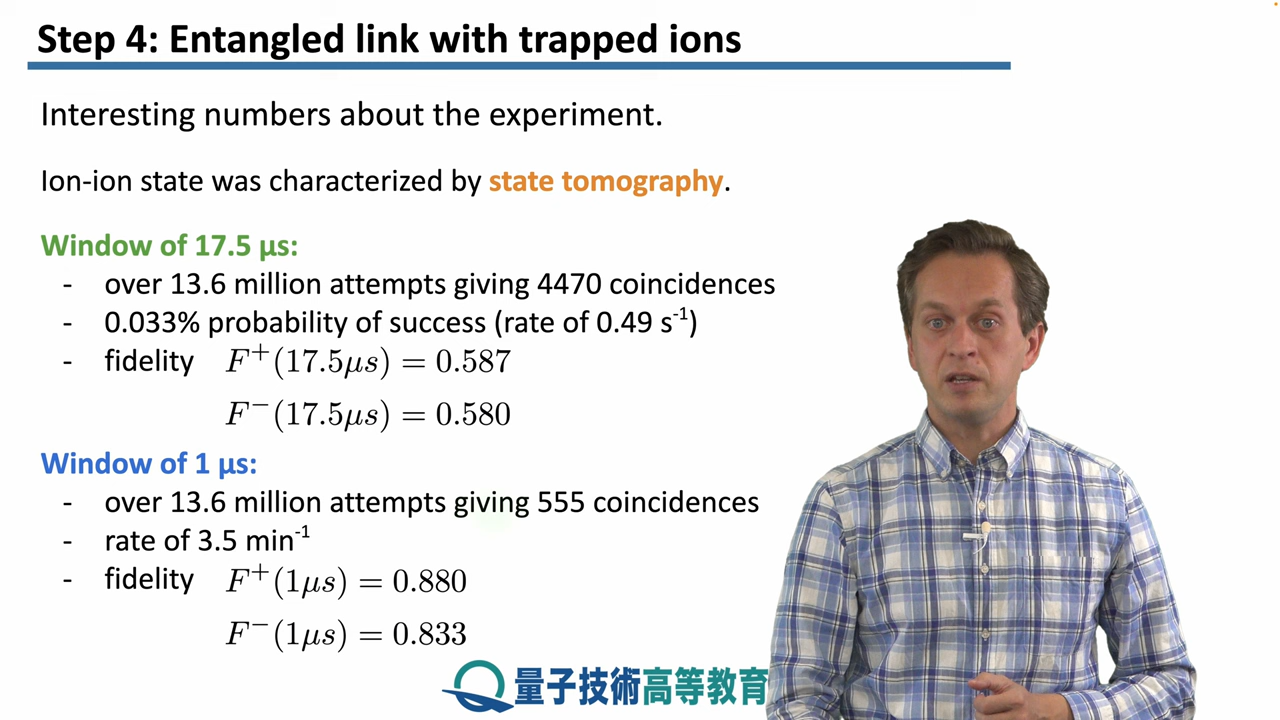 Step 4: Entangled link with trapped ions
Interesting numbers about the experiment.
Ion-ion state was characterized by state tomography.
Window of 17.5 μs:
- over 13.6 million attempts giving 4470 coincidences
- 0.033% probability of success (rate of 0.49 s⁻¹)
- fidelity F⁺(17.5μs) = 0.587
F⁻(17.5μs) = 0.580
Window of 1 μs:
- over 13.6 million attempts giving 555 coincidences
- rate of 3.5 min⁻¹
- fidelity F⁺(1μs) = 0.880
F⁻(1μs) = 0.833
量子技術高等教育